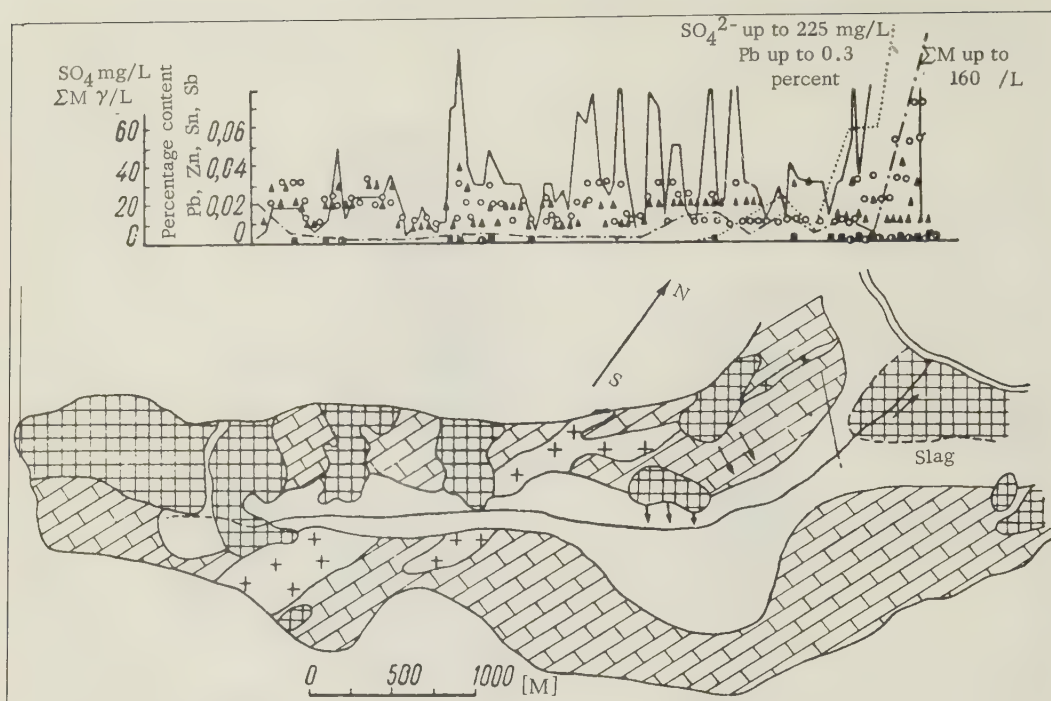 SO₄²⁻ up to 225 mg/L
Pb up to 0.3
percent
ΣM up to
160 /L
SO₄ mg/L
ΣM γ/L
Percentage content
Pb, Zn, Sn, Sb
60
40
20
0
0,06
0,04
0,02
0
N
S
Slag
0 500 1000 [M]